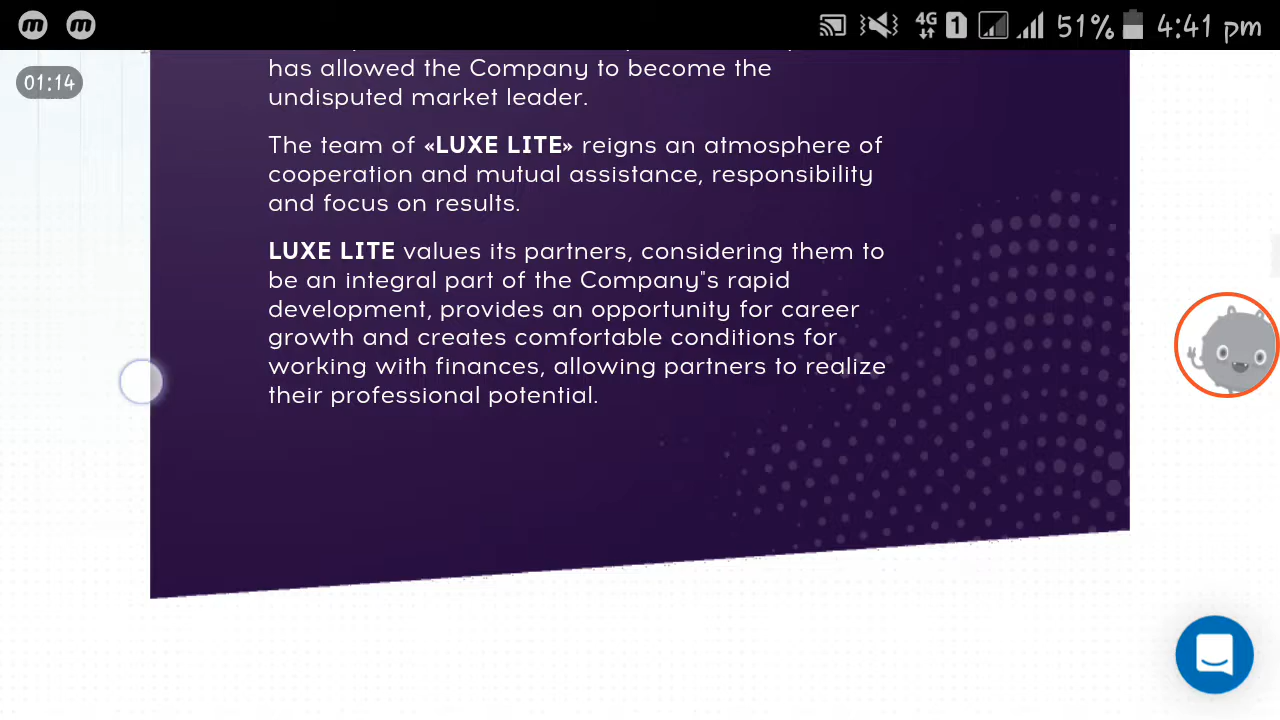 4G 1 51% 4:41 pm
01:14
has allowed the Company to become the
undisputed market leader.
The team of «LUXE LITE» reigns an atmosphere of
cooperation and mutual assistance, responsibility
and focus on results.
LUXE LITE values its partners, considering them to
be an integral part of the Company"s rapid
development, provides an opportunity for career
growth and creates comfortable conditions for
working with finances, allowing partners to realize
their professional potential.